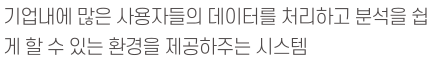 기업내에 많은 사용자들의 데이터를 처리하고 분석을 쉽
게 할 수 있는 환경을 제공하주는 시스템